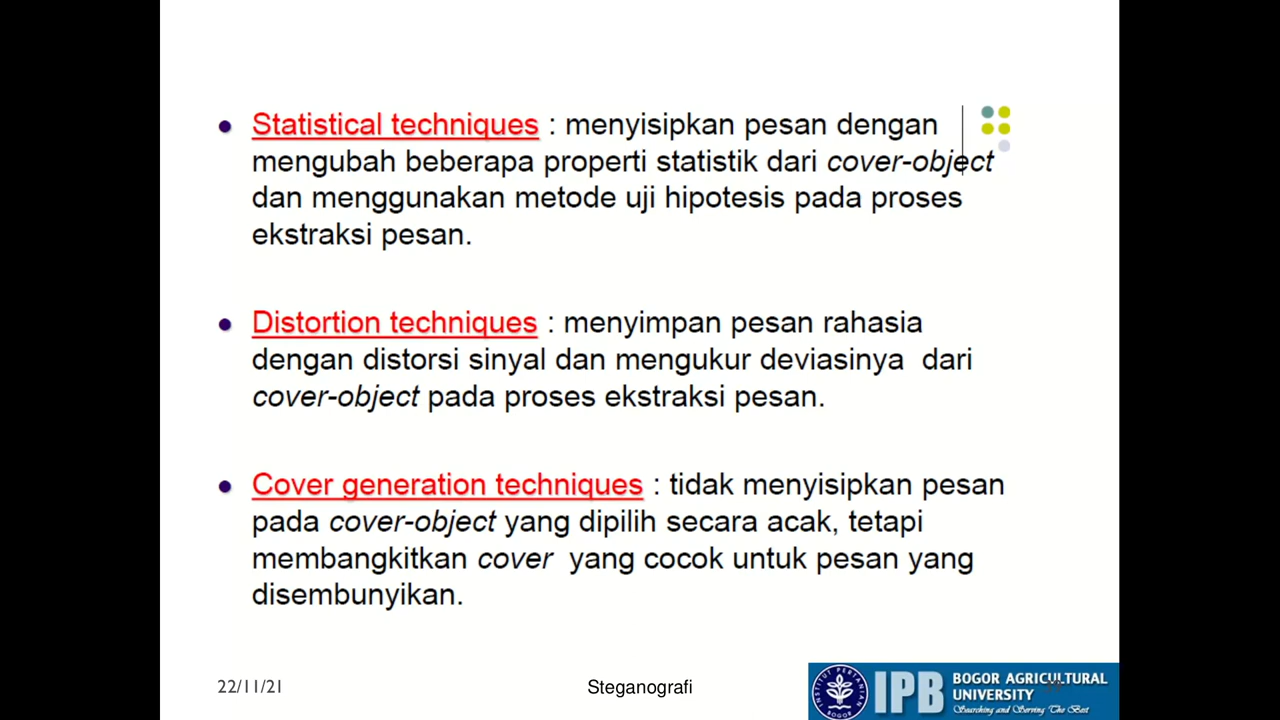 Statistical techniques : menyisipkan pesan dengan
mengubah beberapa properti statistik dari cover-object
dan menggunakan metode uji hipotesis pada proses
ekstraksi pesan.
Distortion techniques : menyimpan pesan rahasia
dengan distorsi sinyal dan mengukur deviasinya dari
cover-object pada proses ekstraksi pesan.
Cover generation techniques : tidak menyisipkan pesan
pada cover-object yang dipilih secara acak, tetapi
membangkitkan cover yang cocok untuk pesan yang
disembunyikan.
22/11/21
Steganografi
INSTITUT PERTANIAN
BOGOR
IPB
BOGOR AGRICULTURAL
UNIVERSITY
Searching and Serving The Best